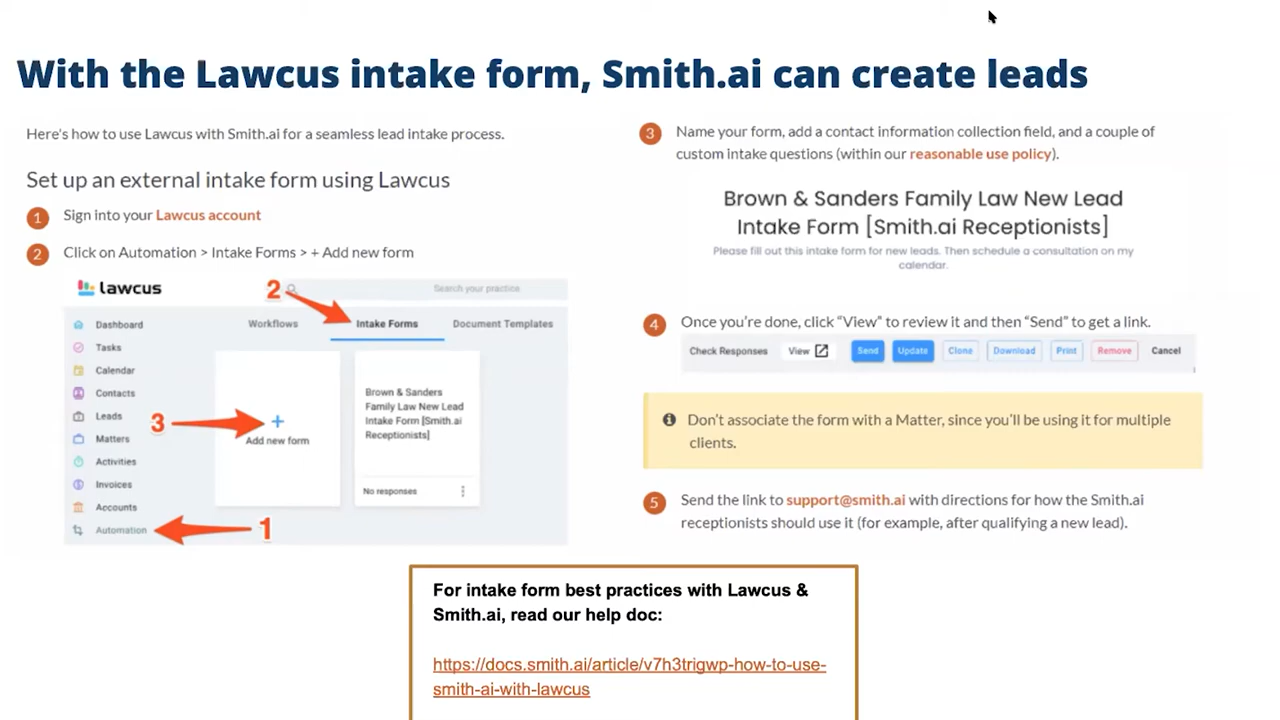 With the Lawcus intake form, Smith.ai can create leads
Here's how to use Lawcus with Smith.ai for a seamless lead intake process.
Set up an external intake form using Lawcus
1 Sign into your Lawcus account
2 Click on Automation > Intake Forms > + Add new form
lawcus
2
Search your practice
Workflows
Intake Forms
Document Templates
Dashboard
Tasks
Calendar
Contacts
Leads
Matters
Activities
Invoices
Accounts
Automation
3
+
Add new form
1
Brown & Sanders
Family Law New Lead
Intake Form [Smith.ai
Receptionists]
No responses
3 Name your form, add a contact information collection field, and a couple of
custom intake questions (within our reasonable use policy).
Brown & Sanders Family Law New Lead
Intake Form [Smith.ai Receptionists]
Please fill out this intake form for new leads. Then schedule a consultation on my
calendar.
4 Once you're done, click “View” to review it and then “Send” to get a link.
Check Responses View Send Update Clone Download Print Remove Cancel
Don't associate the form with a Matter, since you'll be using it for multiple
clients.
5 Send the link to support@smith.ai with directions for how the Smith.ai
receptionists should use it (for example, after qualifying a new lead).
For intake form best practices with Lawcus &
Smith.ai, read our help doc:
https://docs.smith.ai/article/v7h3trigwp-how-to-use-
smith-ai-with-lawcus